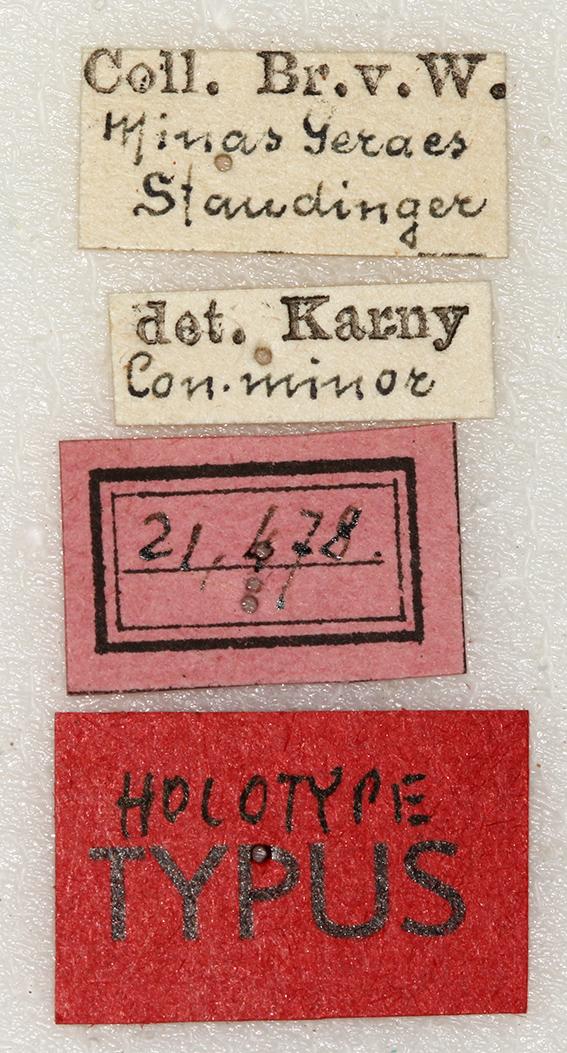 Coll. Br.v.W.
Minas Geraes
Staudinger
det. Karny
Con. minor
21,478.
HOLOTYPE
TYPUS